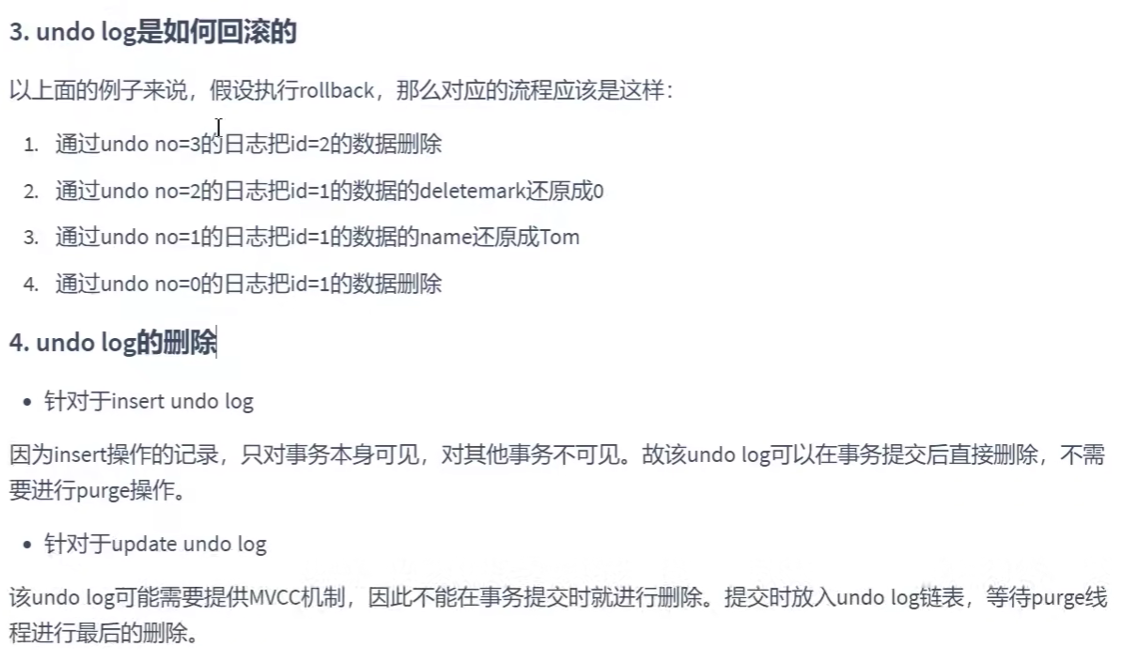 3. undo log是如何回滚的
以上面的例子来说，假设执行rollback，那么对应的流程应该是这样：
1. 通过undo no=3的日志把id=2的数据删除
2. 通过undo no=2的日志把id=1的数据的deletemark还原成0
3. 通过undo no=1的日志把id=1的数据的name还原成Tom
4. 通过undo no=0的日志把id=1的数据删除
4. undo log的删除
• 针对于insert undo log
因为insert操作的记录，只对事务本身可见，对其他事务不可见。故该undo log可以在事务提交后直接删除，不需
要进行purge操作。
• 针对于update undo log
该undo log可能需要提供MVCC机制，因此不能在事务提交时就进行删除。提交时放入undo log链表，等待purge线
程进行最后的删除。